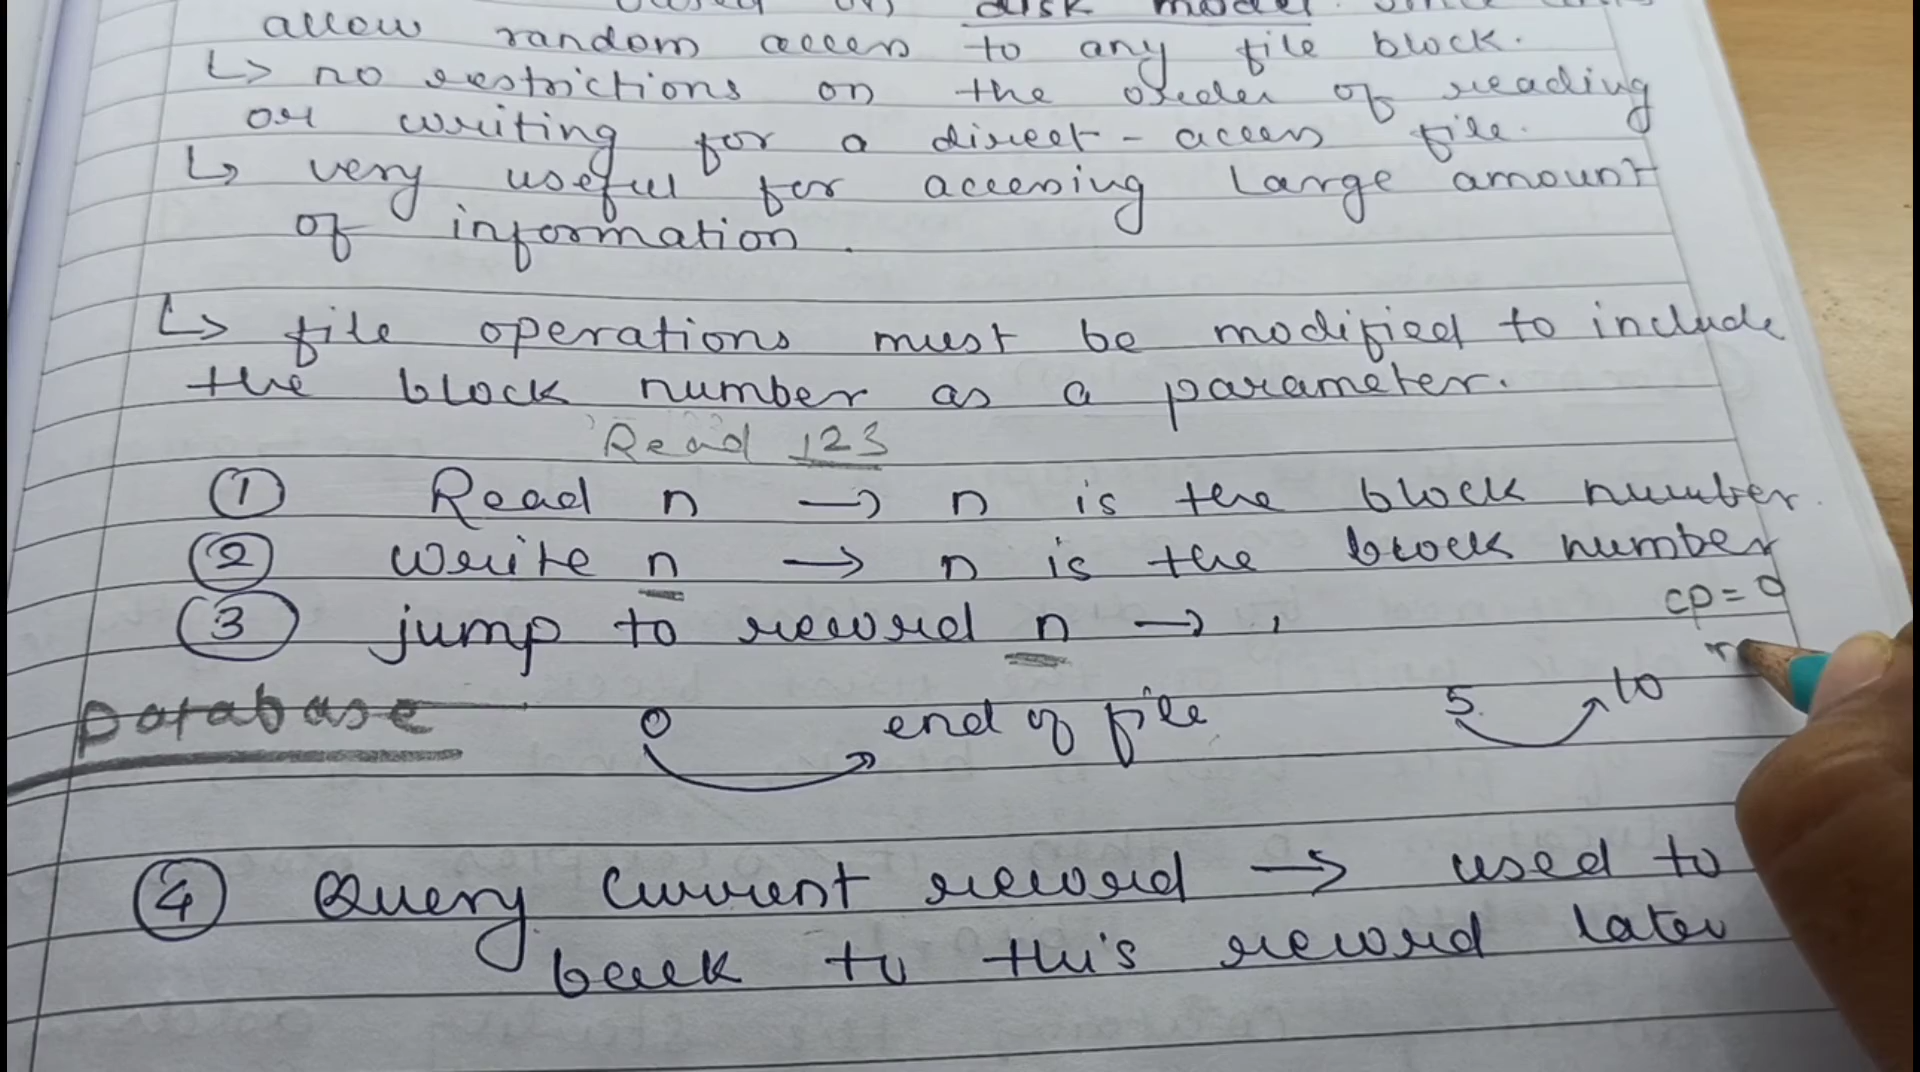 disk model.
allow random access to any file block.
↳ no restrictions on the order of reading
or writing for a direct-access file.
↳ very useful for accessing large amount
of information.
↳ file operations must be modified to include
the block number as a parameter.
Read 123
① Read n → n is the block number.
② write n → n is the block number
cp = 0
③ jump to record n → ,
Database 0 end of file 5 10
④ Query current record → used to
back to this record later